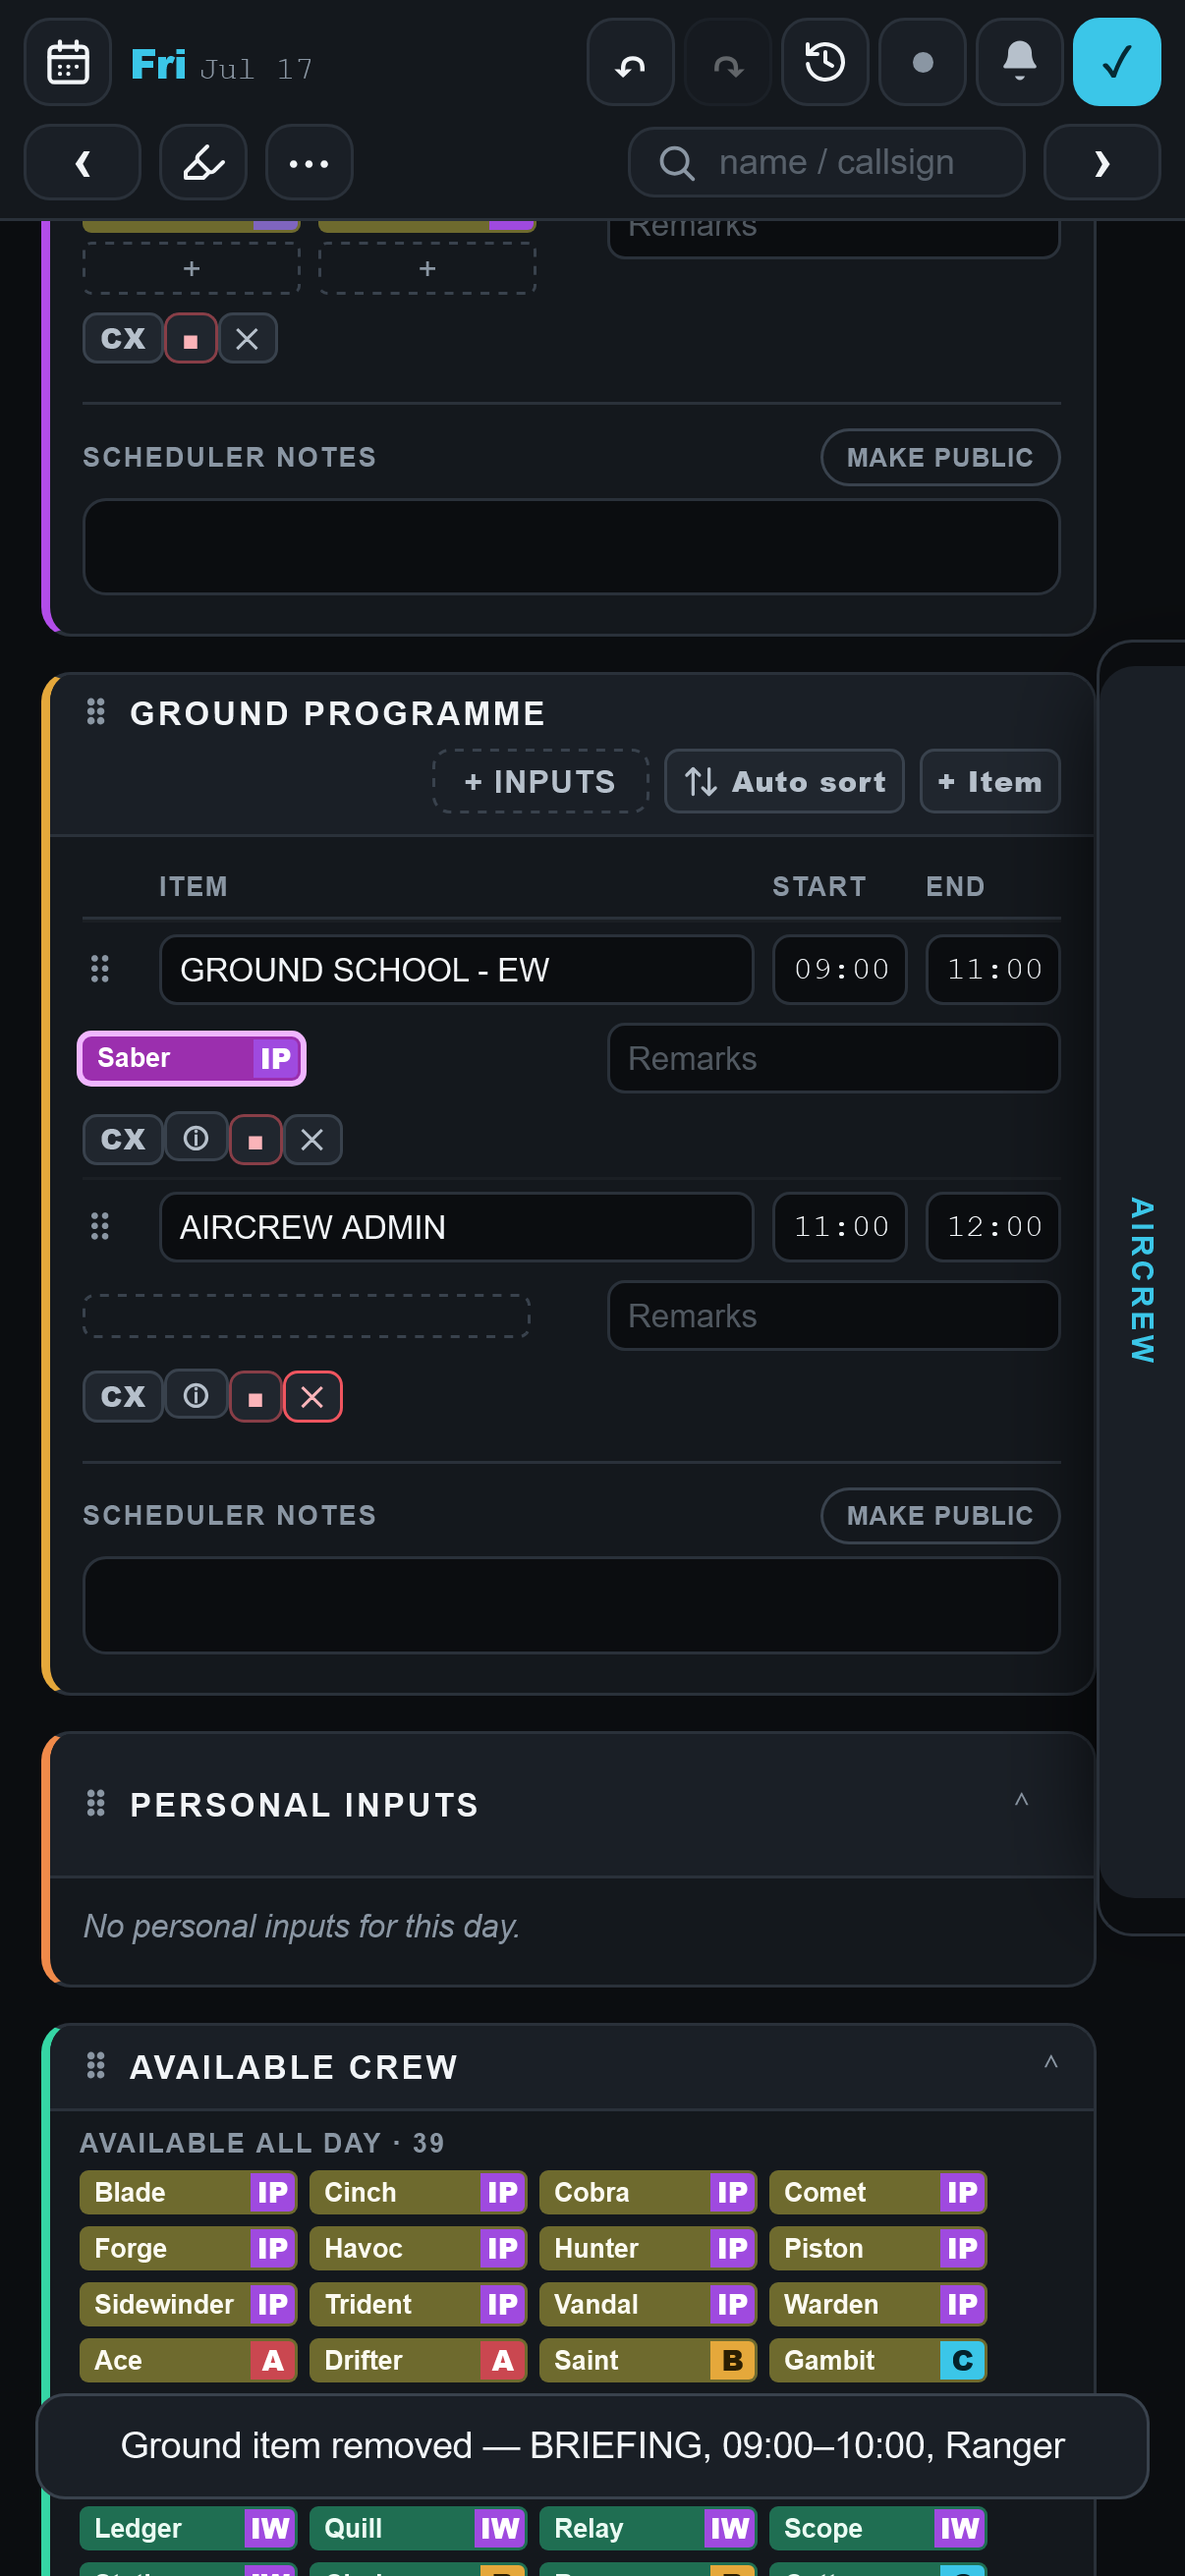 Fri Jul 17
name / callsign
Remarks
+ +
CX
SCHEDULER NOTES MAKE PUBLIC
GROUND PROGRAMME
+ INPUTS Auto sort + Item
ITEM START END
GROUND SCHOOL - EW 09:00 11:00
Saber IP Remarks
CX
AIRCREW ADMIN 11:00 12:00
AIRCREW
Remarks
CX
SCHEDULER NOTES MAKE PUBLIC
PERSONAL INPUTS
No personal inputs for this day.
AVAILABLE CREW
AVAILABLE ALL DAY · 39
Blade IP Cinch IP Cobra IP Comet IP
Forge IP Havoc IP Hunter IP Piston IP
Sidewinder IP Trident IP Vandal IP Warden IP
Ace A Drifter A Saint B Gambit C
Ground item removed — BRIEFING, 09:00–10:00, Ranger
Ledger IW Quill IW Relay IW Scope IW